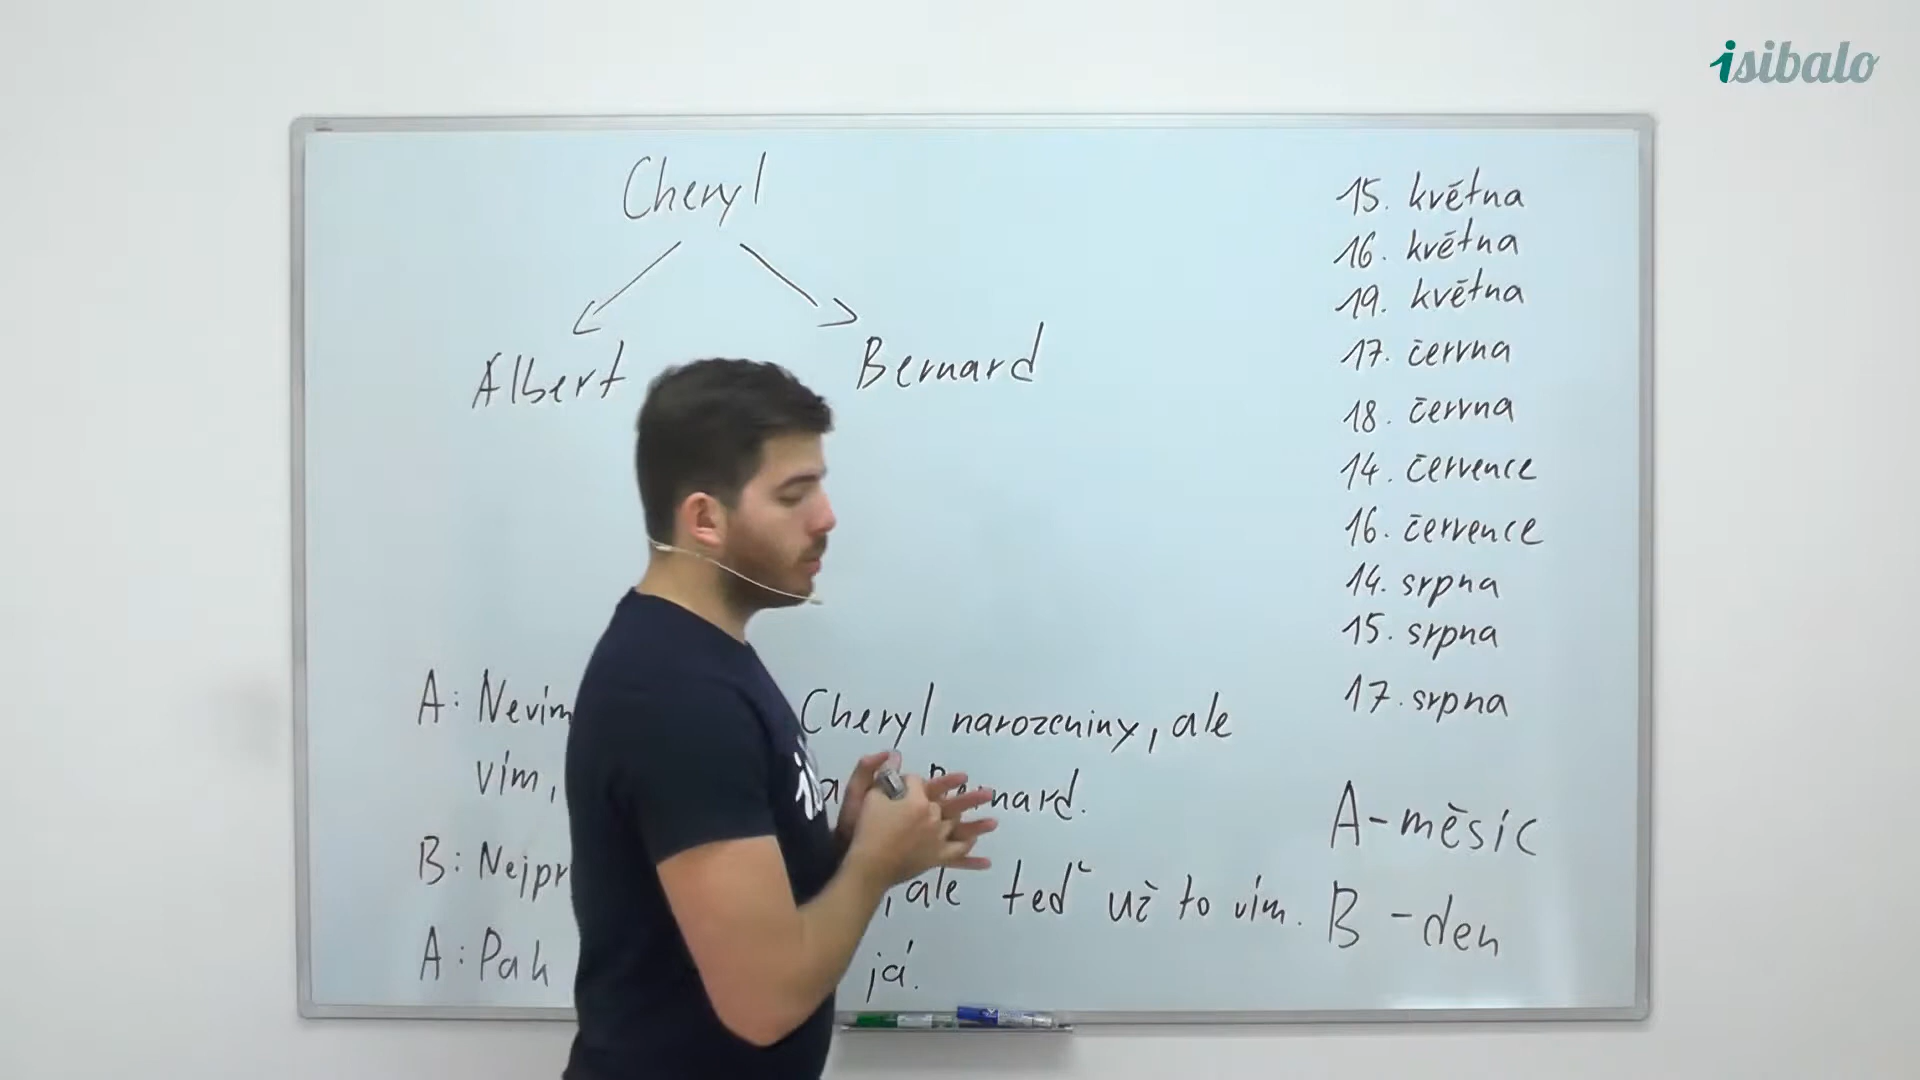 isibalo
Cheryl
Albert
Bernard
15. května
16. května
19. května
17. června
18. června
14. července
16. července
14. srpna
15. srpna
17. srpna
A: Nevím Cheryl narozeniny, ale
vím, Bernard.
B: , ale teď už to vím.
A: Pak já.
A-měsíc
B -den